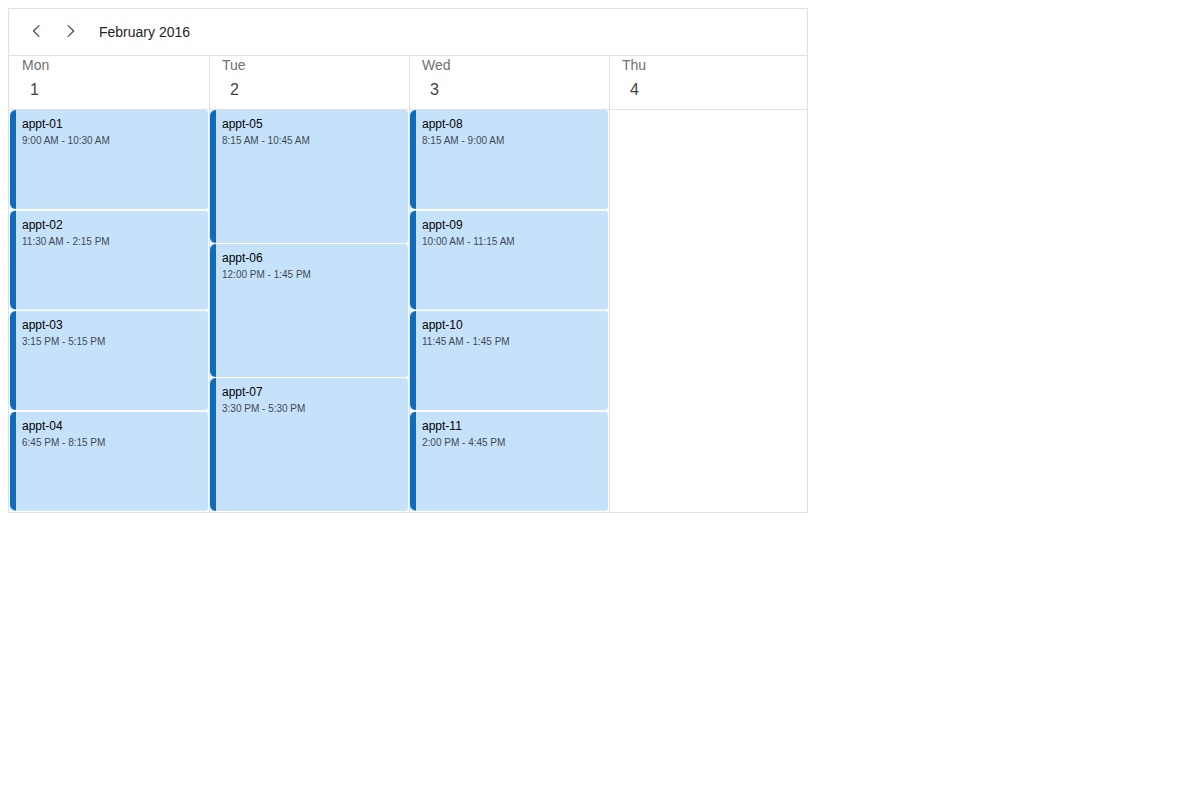 February 2016
Mon
1
Tue
2
Wed
3
Thu
4
appt-01
9:00 AM - 10:30 AM
appt-02
11:30 AM - 2:15 PM
appt-03
3:15 PM - 5:15 PM
appt-04
6:45 PM - 8:15 PM
appt-05
8:15 AM - 10:45 AM
appt-06
12:00 PM - 1:45 PM
appt-07
3:30 PM - 5:30 PM
appt-08
8:15 AM - 9:00 AM
appt-09
10:00 AM - 11:15 AM
appt-10
11:45 AM - 1:45 PM
appt-11
2:00 PM - 4:45 PM